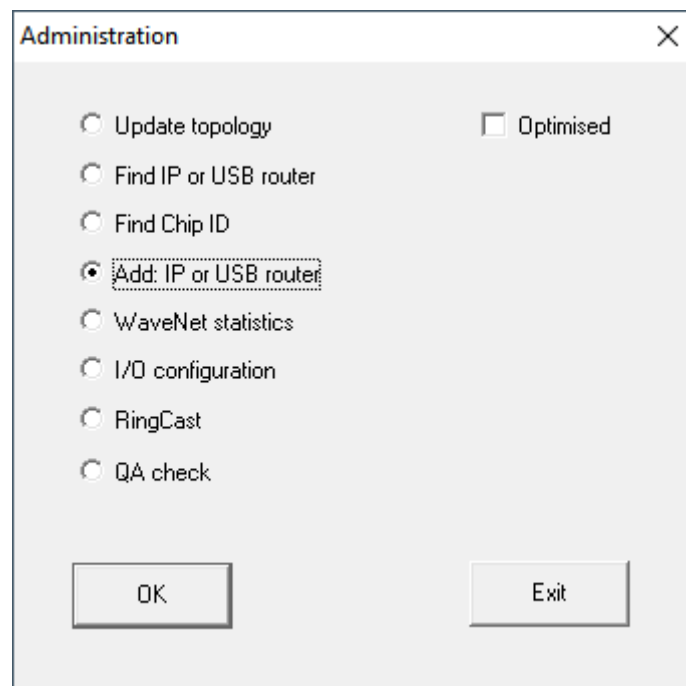 Administration
Update topology
Optimised
Find IP or USB router
Find Chip ID
Add: IP or USB router
WaveNet statistics
I/O configuration
RingCast
QA check
OK
Exit